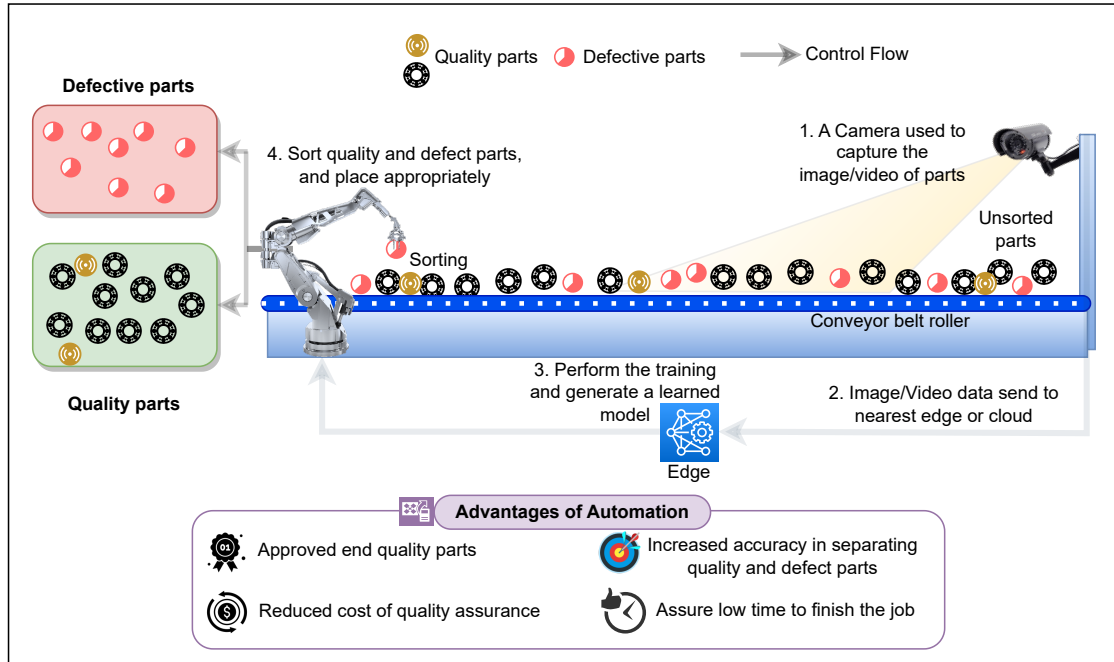 Quality parts
Defective parts
Control Flow
Defective parts
1. A Camera used to
capture the
image/video of parts
4. Sort quality and defect parts,
and place appropriately
Unsorted
parts
Sorting
Conveyor belt roller
Quality parts
3. Perform the training
and generate a learned
model
2. Image/Video data send to
nearest edge or cloud
Edge
Advantages of Automation
01
Approved end quality parts
Increased accuracy in separating
quality and defect parts
$
Reduced cost of quality assurance
Assure low time to finish the job